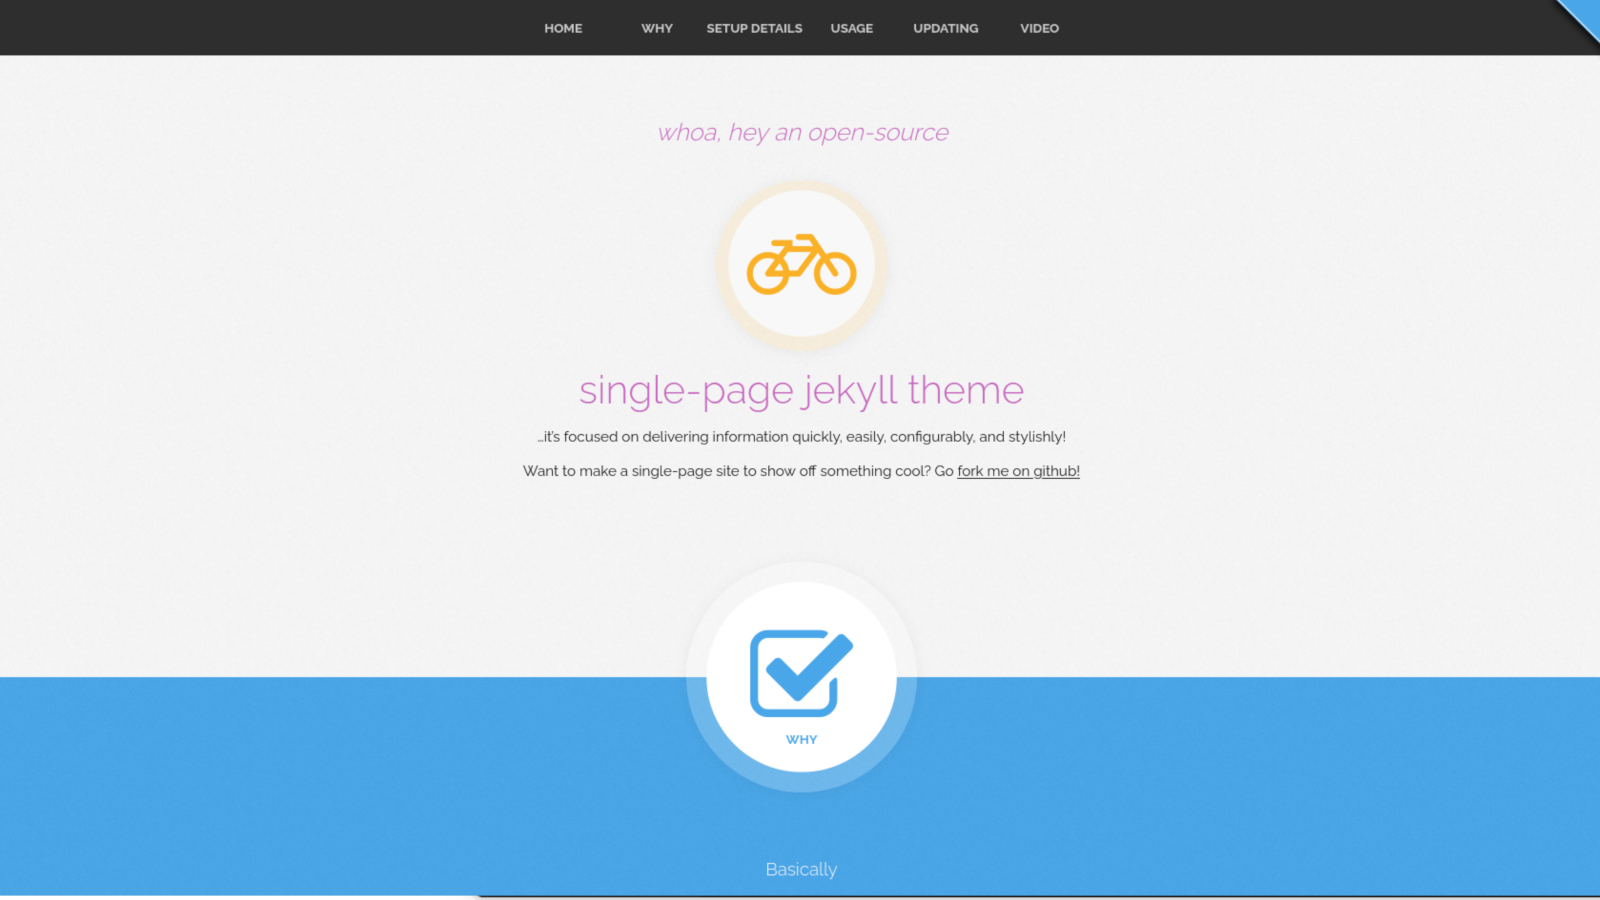 HOME WHY SETUP DETAILS USAGE UPDATING VIDEO
whoa, hey an open-source
single-page jekyll theme
...it's focused on delivering information quickly, easily, configurably, and stylishly!
Want to make a single-page site to show off something cool? Go fork me on github!
WHY
Basically